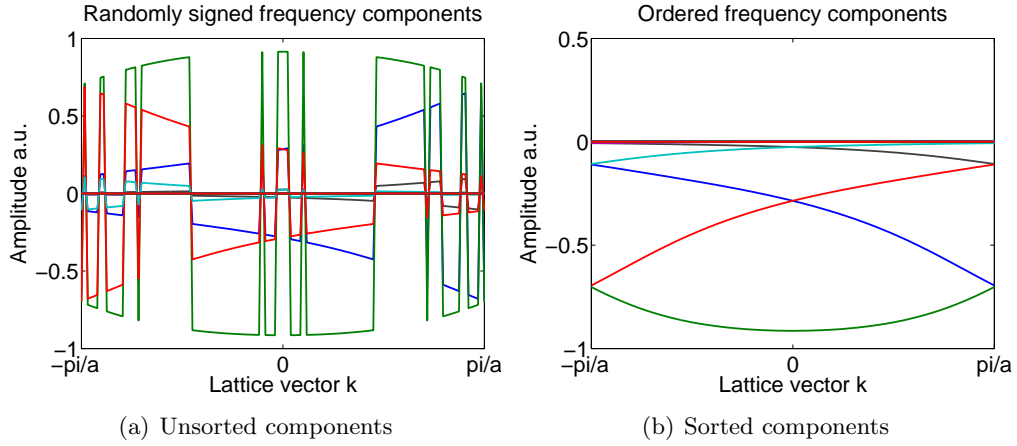 Randomly signed frequency components
1
0.5
0
−0.5
−1
Amplitude a.u.
−pi/a 0 pi/a
Lattice vector k
(a) Unsorted components
Ordered frequency components
0.5
0
−0.5
−1
Amplitude a.u.
−pi/a 0 pi/a
Lattice vector k
(b) Sorted components